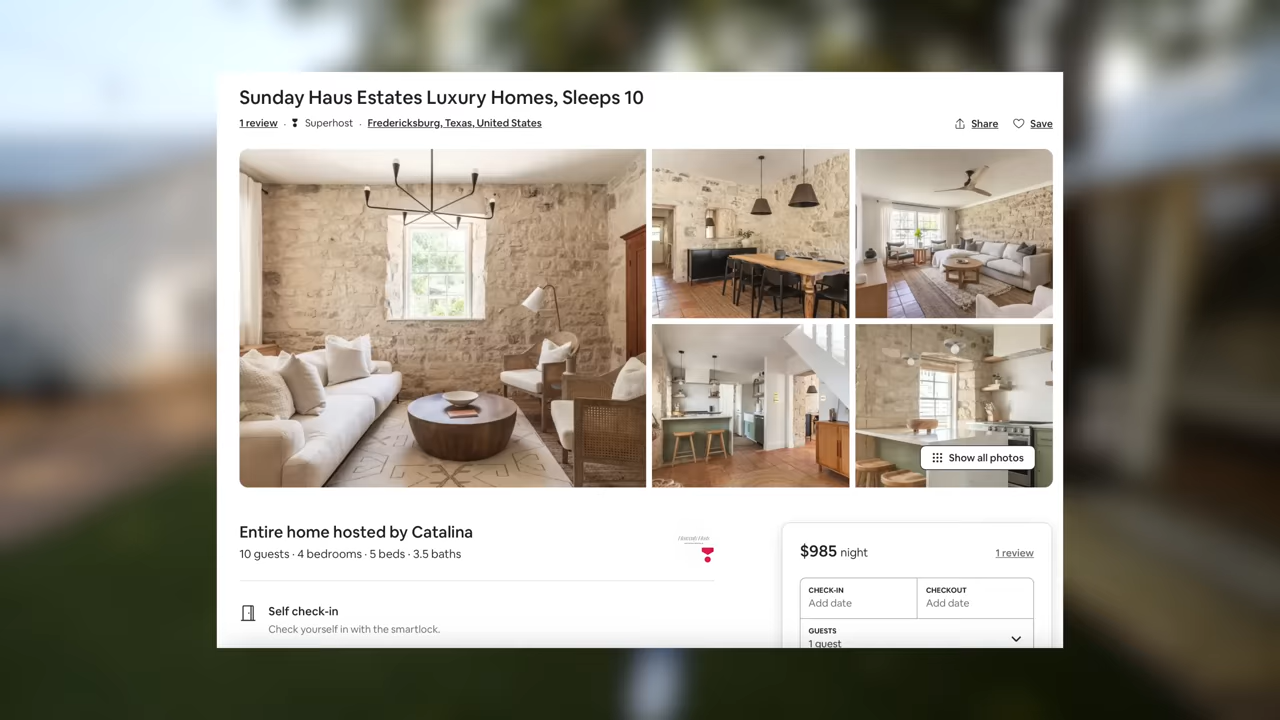 Sunday Haus Estates Luxury Homes, Sleeps 10
1 review · Superhost · Fredericksburg, Texas, United States
Share Save
Show all photos
Entire home hosted by Catalina
10 guests · 4 bedrooms · 5 beds · 3.5 baths
$985 night
1 review
CHECK-IN
Add date
CHECKOUT
Add date
GUESTS
1 guest
Self check-in
Check yourself in with the smartlock.